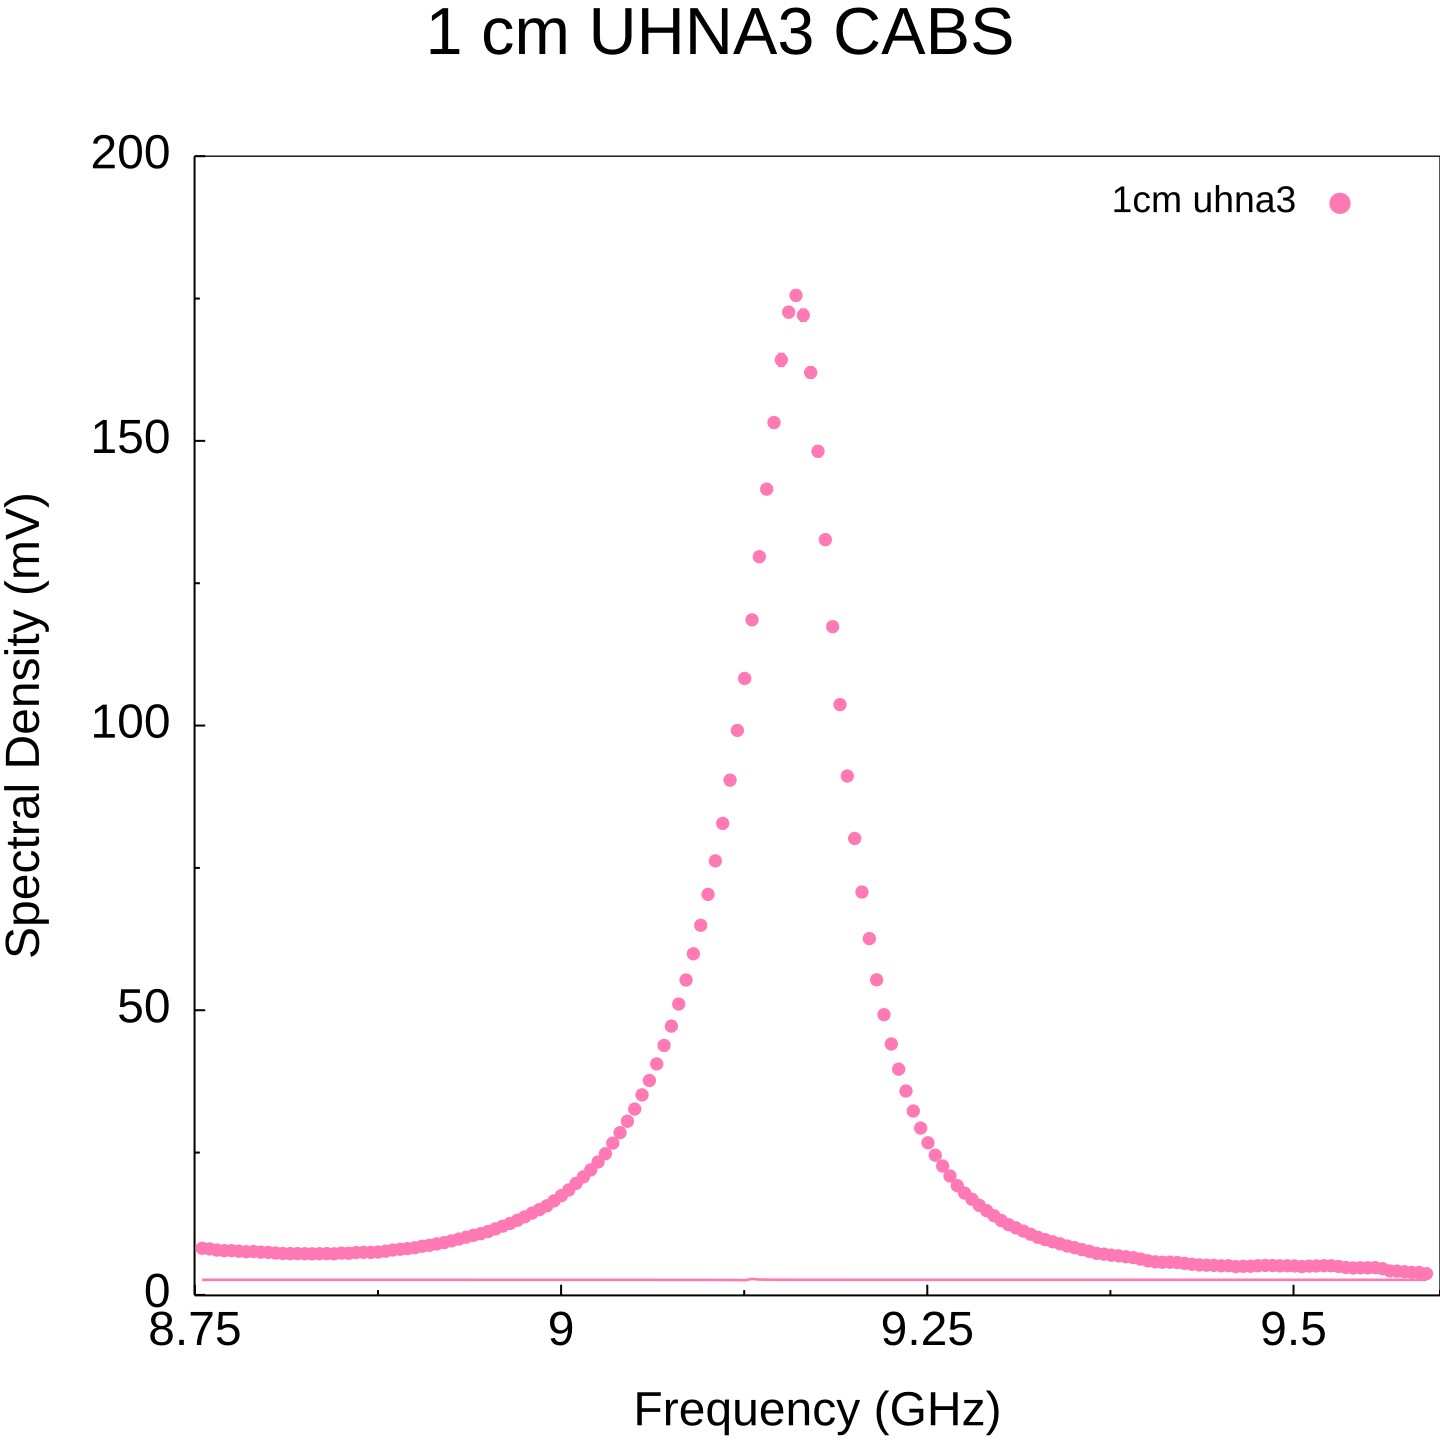 1 cm UHNA3 CABS
200
1cm uhna3
150
Spectral Density (mV)
100
50
0
8.75 9 9.25 9.5
Frequency (GHz)